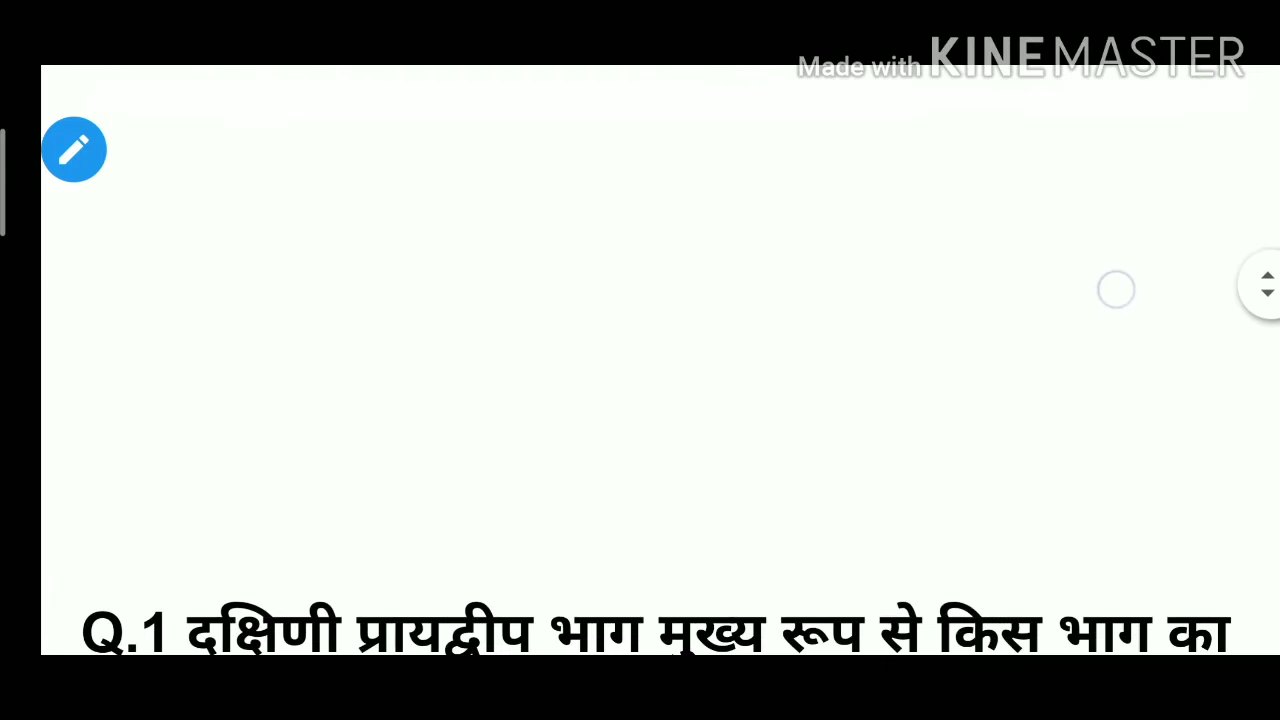 Made with KINEMASTER
Q.1 दक्षिणी प्रायद्वीप भाग मुख्य रूप से किस भाग का